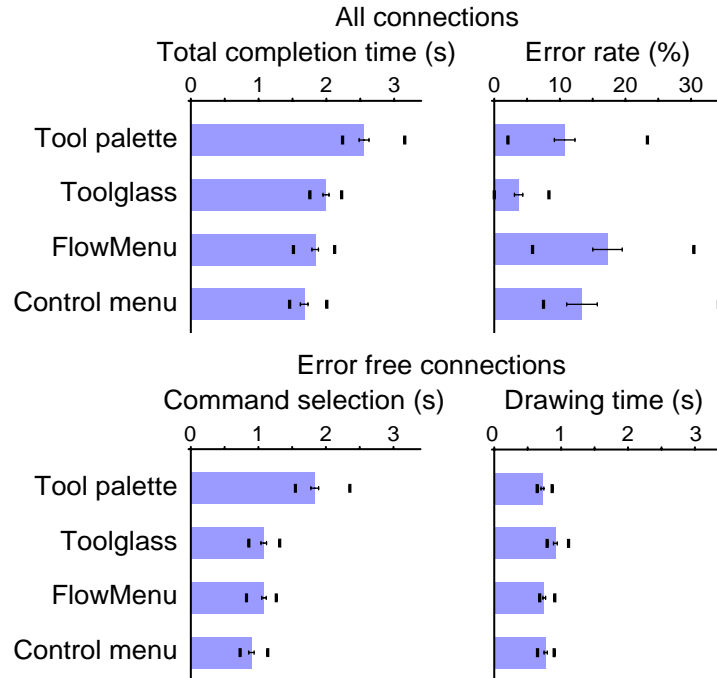 All connections
Total completion time (s) Error rate (%)
0 1 2 3 0 10 20 30
Tool palette
Toolglass
FlowMenu
Control menu
Error free connections
Command selection (s) Drawing time (s)
0 1 2 3 0 1 2 3
Tool palette
Toolglass
FlowMenu
Control menu